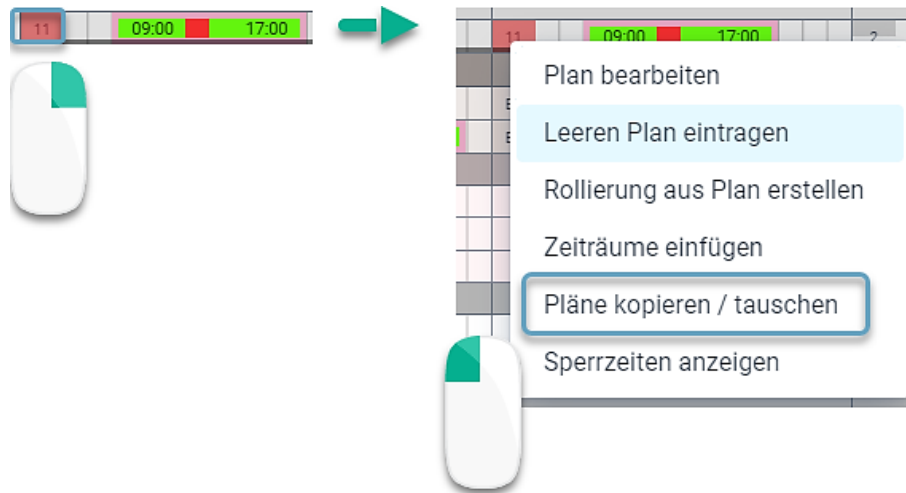 11 09:00 17:00
11 09:00 17:00 2
Plan bearbeiten
Leeren Plan eintragen
Rollierung aus Plan erstellen
Zeiträume einfügen
Pläne kopieren / tauschen
Sperrzeiten anzeigen